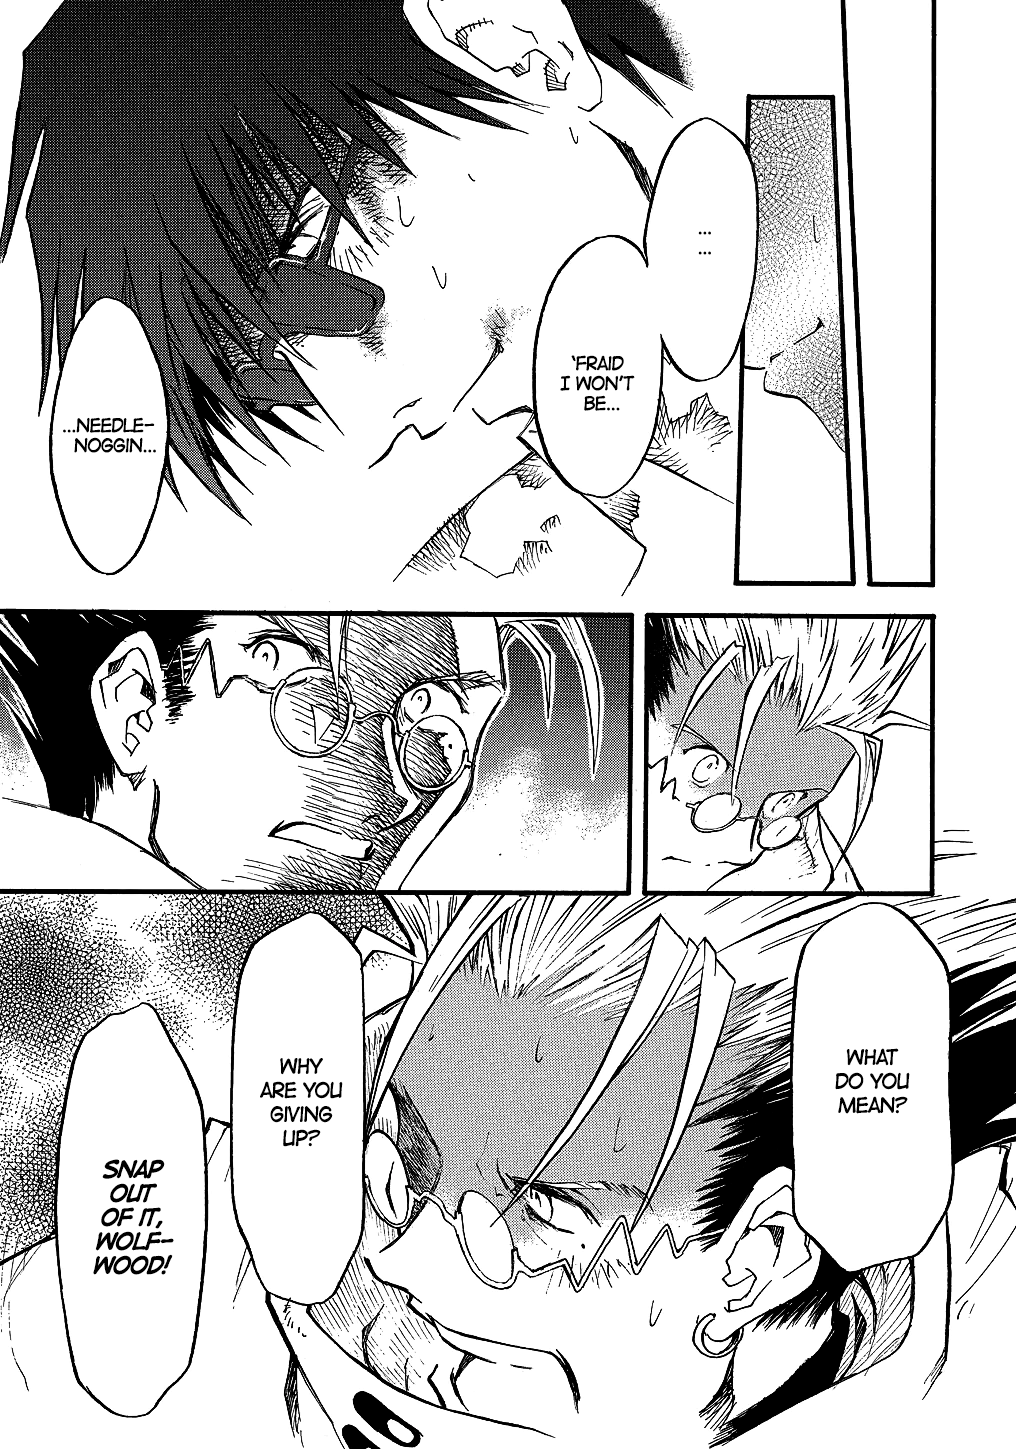 ...
...
'FRAID
I WON'T
BE...
...NEEDLE-
NOGGIN...
WHAT
DO YOU
MEAN?
WHY
ARE YOU
GIVING
UP?
SNAP
OUT
OF IT,
WOLF-
WOOD!